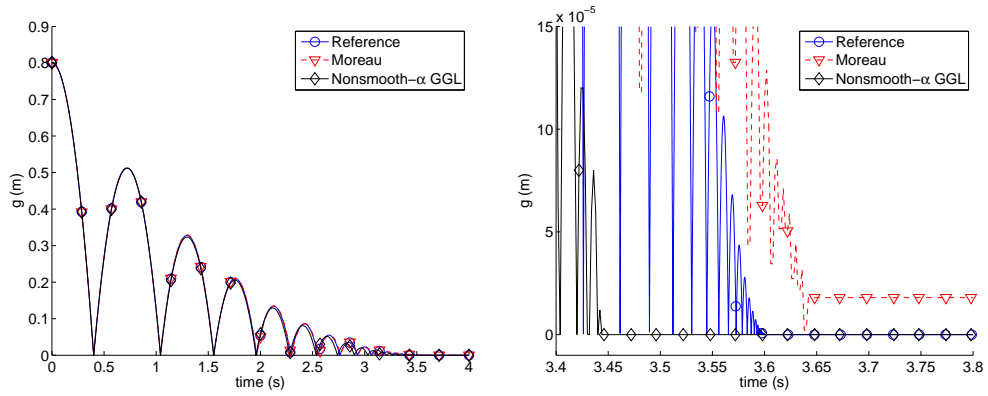 0.9
0.8
0.7
0.6
0.5
0.4
0.3
0.2
0.1
0
g (m)
0 0.5 1 1.5 2 2.5 3 3.5 4
time (s)
Reference
Moreau
Nonsmooth−α GGL
x 10⁻⁵
15
10
5
0
g (m)
3.4 3.45 3.5 3.55 3.6 3.65 3.7 3.75 3.8
time (s)
Reference
Moreau
Nonsmooth−α GGL